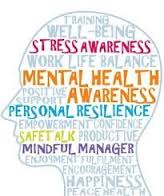 TRAINING
WELL-BEING
STRESS AWARENESS
WORK LIFE BALANCE
MENTAL HEALTH
POSITIVE AWARENESS
SUPPORT
PERSONAL RESILIENCE
EMPOWERMENT CONFIDENCE
SAFETALK PRODUCTIVE
MINDFUL MANAGER
ENJOYMENT FULFILMENT
ENCOURAGEMENT
HAPPINESS
PEACE HEALTH